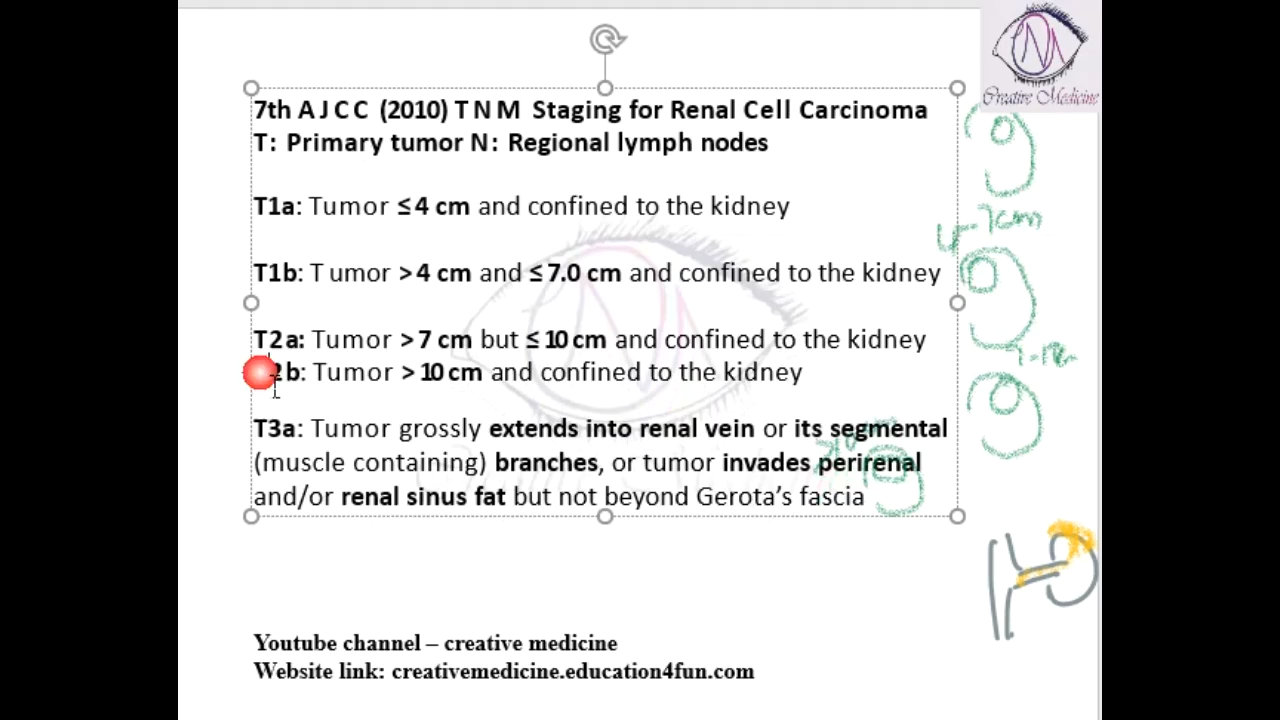 Creative Medicine
7th AJCC (2010) TNM Staging for Renal Cell Carcinoma
T: Primary tumor N: Regional lymph nodes
T1a: Tumor ≤ 4 cm and confined to the kidney
4-7cm
T1b: Tumor > 4 cm and ≤ 7.0 cm and confined to the kidney
T2a: Tumor > 7 cm but ≤ 10 cm and confined to the kidney
2b: Tumor > 10 cm and confined to the kidney
T3a: Tumor grossly extends into renal vein or its segmental
(muscle containing) branches, or tumor invades perirenal
and/or renal sinus fat but not beyond Gerota’s fascia
Youtube channel – creative medicine
Website link: creativemedicine.education4fun.com